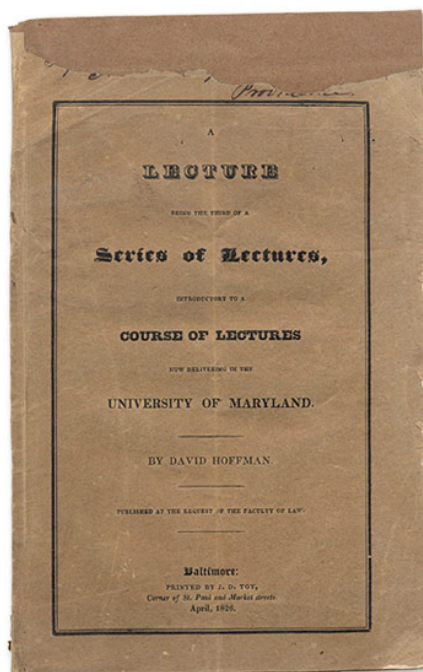 Providence
A
LECTURE
BEING THE THIRD OF A
Series of Lectures,
INTRODUCTORY TO A
COURSE OF LECTURES
NOW DELIVERING IN THE
UNIVERSITY OF MARYLAND.
BY DAVID HOFFMAN.
PUBLISHED AT THE REQUEST OF THE FACULTY OF LAW.
Baltimore:
PRINTED BY J. D. TOY,
Corner of St. Paul and Market streets
April, 1826.